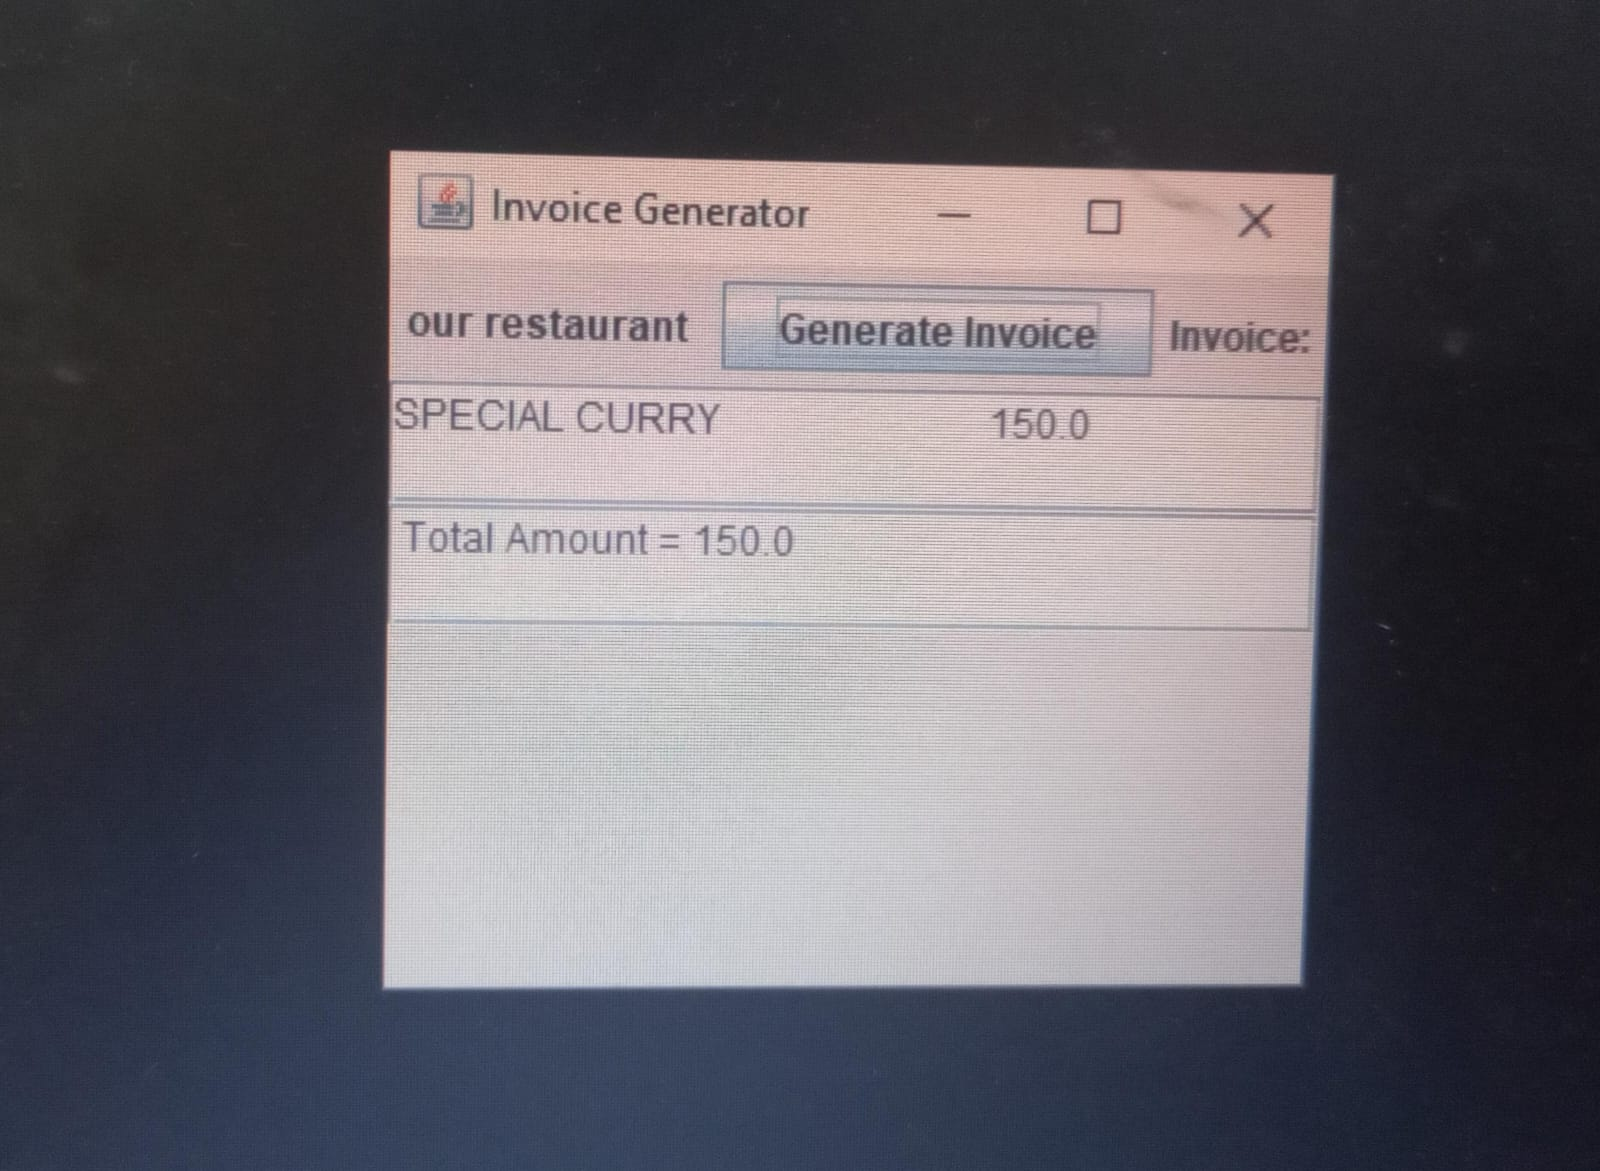 Invoice Generator
our restaurant Generate Invoice Invoice:
SPECIAL CURRY 150.0
Total Amount = 150.0